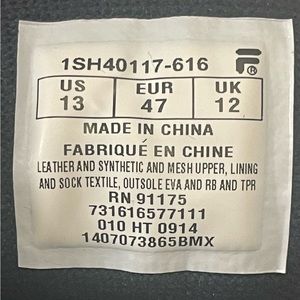 1SH40117-616 F®
US EUR UK
13 47 12
MADE IN CHINA
FABRIQUÉ EN CHINE
LEATHER AND SYNTHETIC AND MESH UPPER, LINING
AND SOCK TEXTILE, OUTSOLE EVA AND RB AND TPR
RN 91175
731616577111
010 HT 0914
1407073865BMX